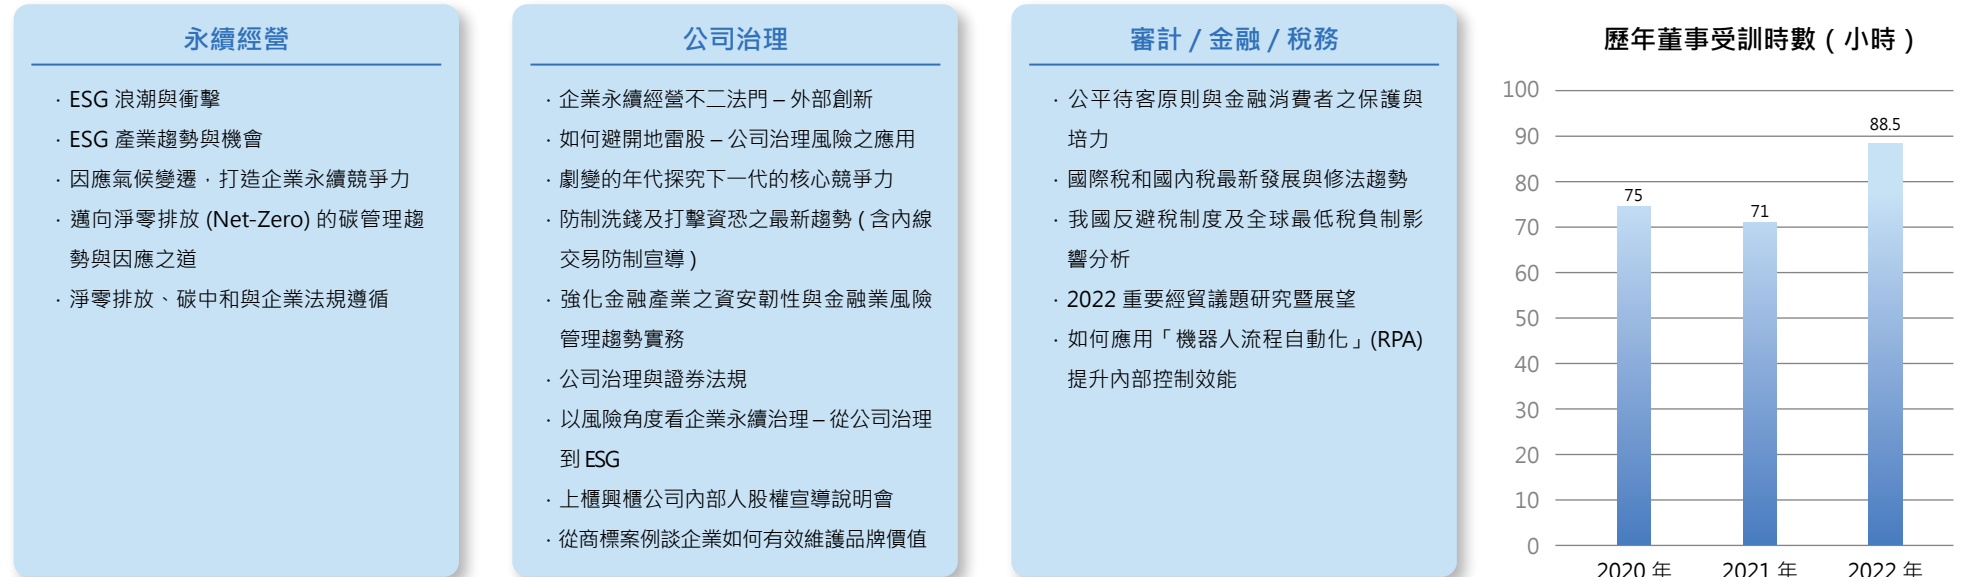 永續經營
· ESG 浪潮與衝擊
· ESG 產業趨勢與機會
· 因應氣候變遷，打造企業永續競爭力
· 邁向淨零排放 (Net-Zero) 的碳管理趨
勢與因應之道
· 淨零排放、碳中和與企業法規遵循
公司治理
· 企業永續經營不二法門 – 外部創新
· 如何避開地雷股 – 公司治理風險之應用
· 劇變的年代探究下一代的核心競爭力
· 防制洗錢及打擊資恐之最新趨勢 ( 含內線
交易防制宣導 )
· 強化金融產業之資安韌性與金融業風險
管理趨勢實務
· 公司治理與證券法規
· 以風險角度看企業永續治理 – 從公司治理
到 ESG
· 上櫃興櫃公司內部人股權宣導說明會
· 從商標案例談企業如何有效維護品牌價值
審計 / 金融 / 稅務
· 公平待客原則與金融消費者之保護與
培力
· 國際稅和國內稅最新發展與修法趨勢
· 我國反避稅制度及全球最低稅負制影
響分析
· 2022 重要經貿議題研究暨展望
· 如何應用「機器人流程自動化」(RPA)
提升內部控制效能
歷年董事受訓時數 ( 小時 )
100
90
80
70
60
50
40
30
20
10
0
75
71
88.5
2020 年
2021 年
2022 年